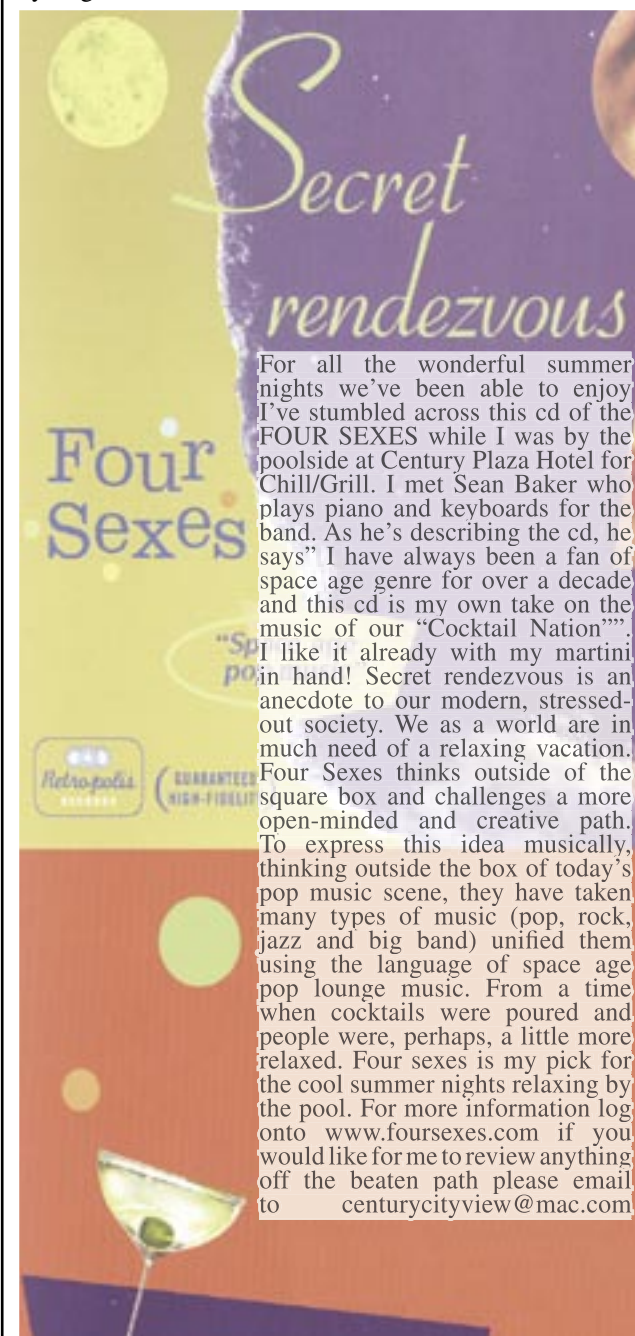 Secret
rendezvous
Four
Sexes
Retropolis
RECORDS
GUARANTEED
HIGH-FIDELIT
For all the wonderful summer
nights we've been able to enjoy
I've stumbled across this cd of the
FOUR SEXES while I was by the
poolside at Century Plaza Hotel for
Chill/Grill. I met Sean Baker who
plays piano and keyboards for the
band. As he's describing the cd, he
says” I have always been a fan of
space age genre for over a decade
and this cd is my own take on the
music of our “Cocktail Nation””.
I like it already with my martini
in hand! Secret rendezvous is an
anecdote to our modern, stressed-
out society. We as a world are in
much need of a relaxing vacation.
Four Sexes thinks outside of the
square box and challenges a more
open-minded and creative path.
To express this idea musically,
thinking outside the box of today's
pop music scene, they have taken
many types of music (pop, rock,
jazz and big band) unified them
using the language of space age
pop lounge music. From a time
when cocktails were poured and
people were, perhaps, a little more
relaxed. Four sexes is my pick for
the cool summer nights relaxing by
the pool. For more information log
onto www.foursexes.com if you
would like for me to review anything
off the beaten path please email
to centurycityview@mac.com